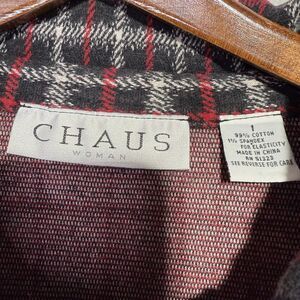 CHAUS
WOMAN
99% COTTON
1% SPANDEX
FOR ELASTICITY
MADE IN CHINA
RN 51323
SEE REVERSE FOR CARE